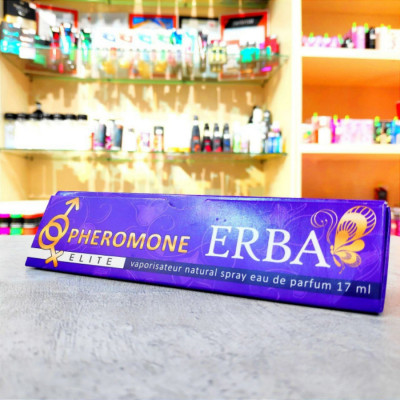 PHEROMONE ERBA
ELITE
vaporisateur natural spray eau de parfum 17 ml